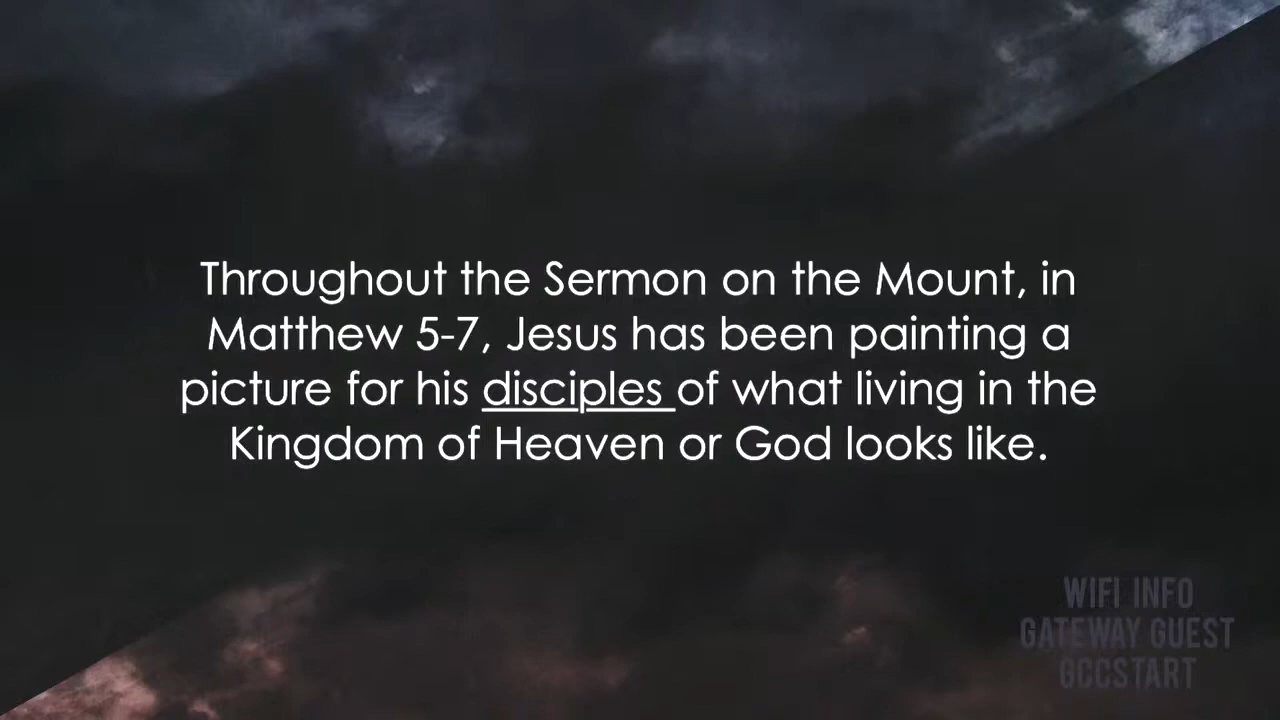 Throughout the Sermon on the Mount, in
Matthew 5-7, Jesus has been painting a
picture for his disciples of what living in the
Kingdom of Heaven or God looks like.
WIFI INFO
GATEWAY GUEST
GCCSTART